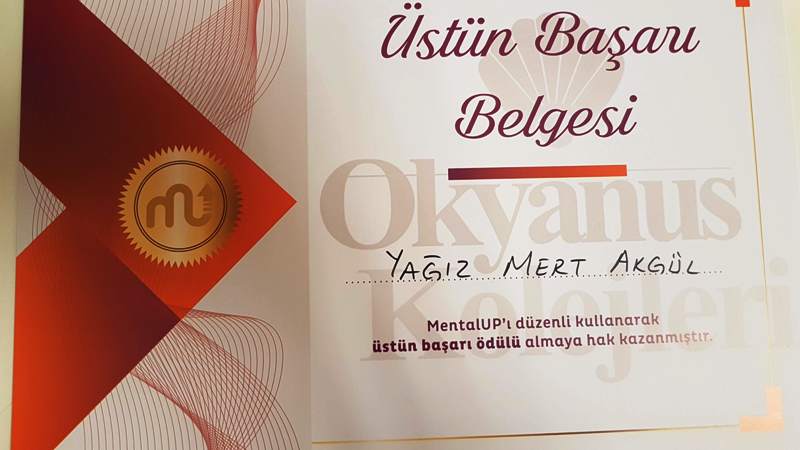 Üstün Başarı
Belgesi
Okyanus
YAĞIZ MERT AKGÜL
Kolejleri
MentalUP'ı düzenli kullanarak
üstün başarı ödülü almaya hak kazanmıştır.